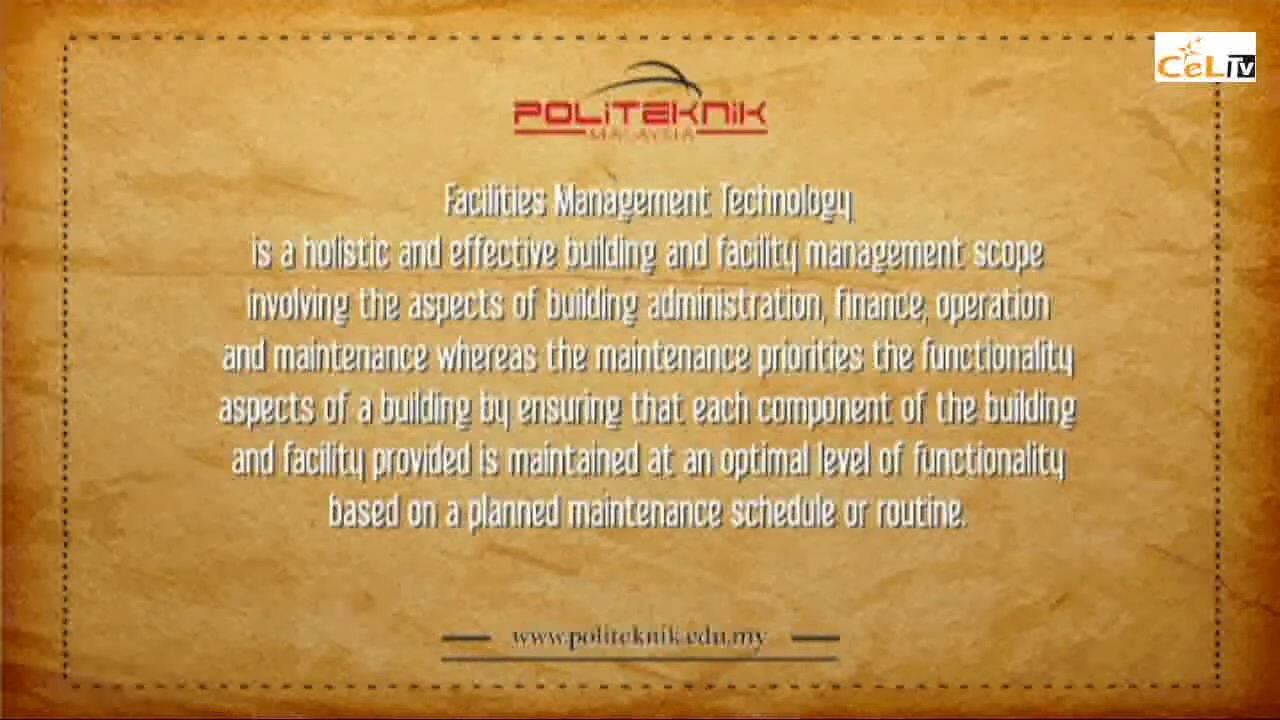 CeLTv
POLITEKNIK
MALAYSIA
Facilities Management Technology
is a holistic and effective building and facility management scope
involving the aspects of building administration, finance, operation
and maintenance whereas the maintenance priorities the functionality
aspects of a building by ensuring that each component of the building
and facility provided is maintained at an optimal level of functionality
based on a planned maintenance schedule or routine.
www.politeknik.edu.my